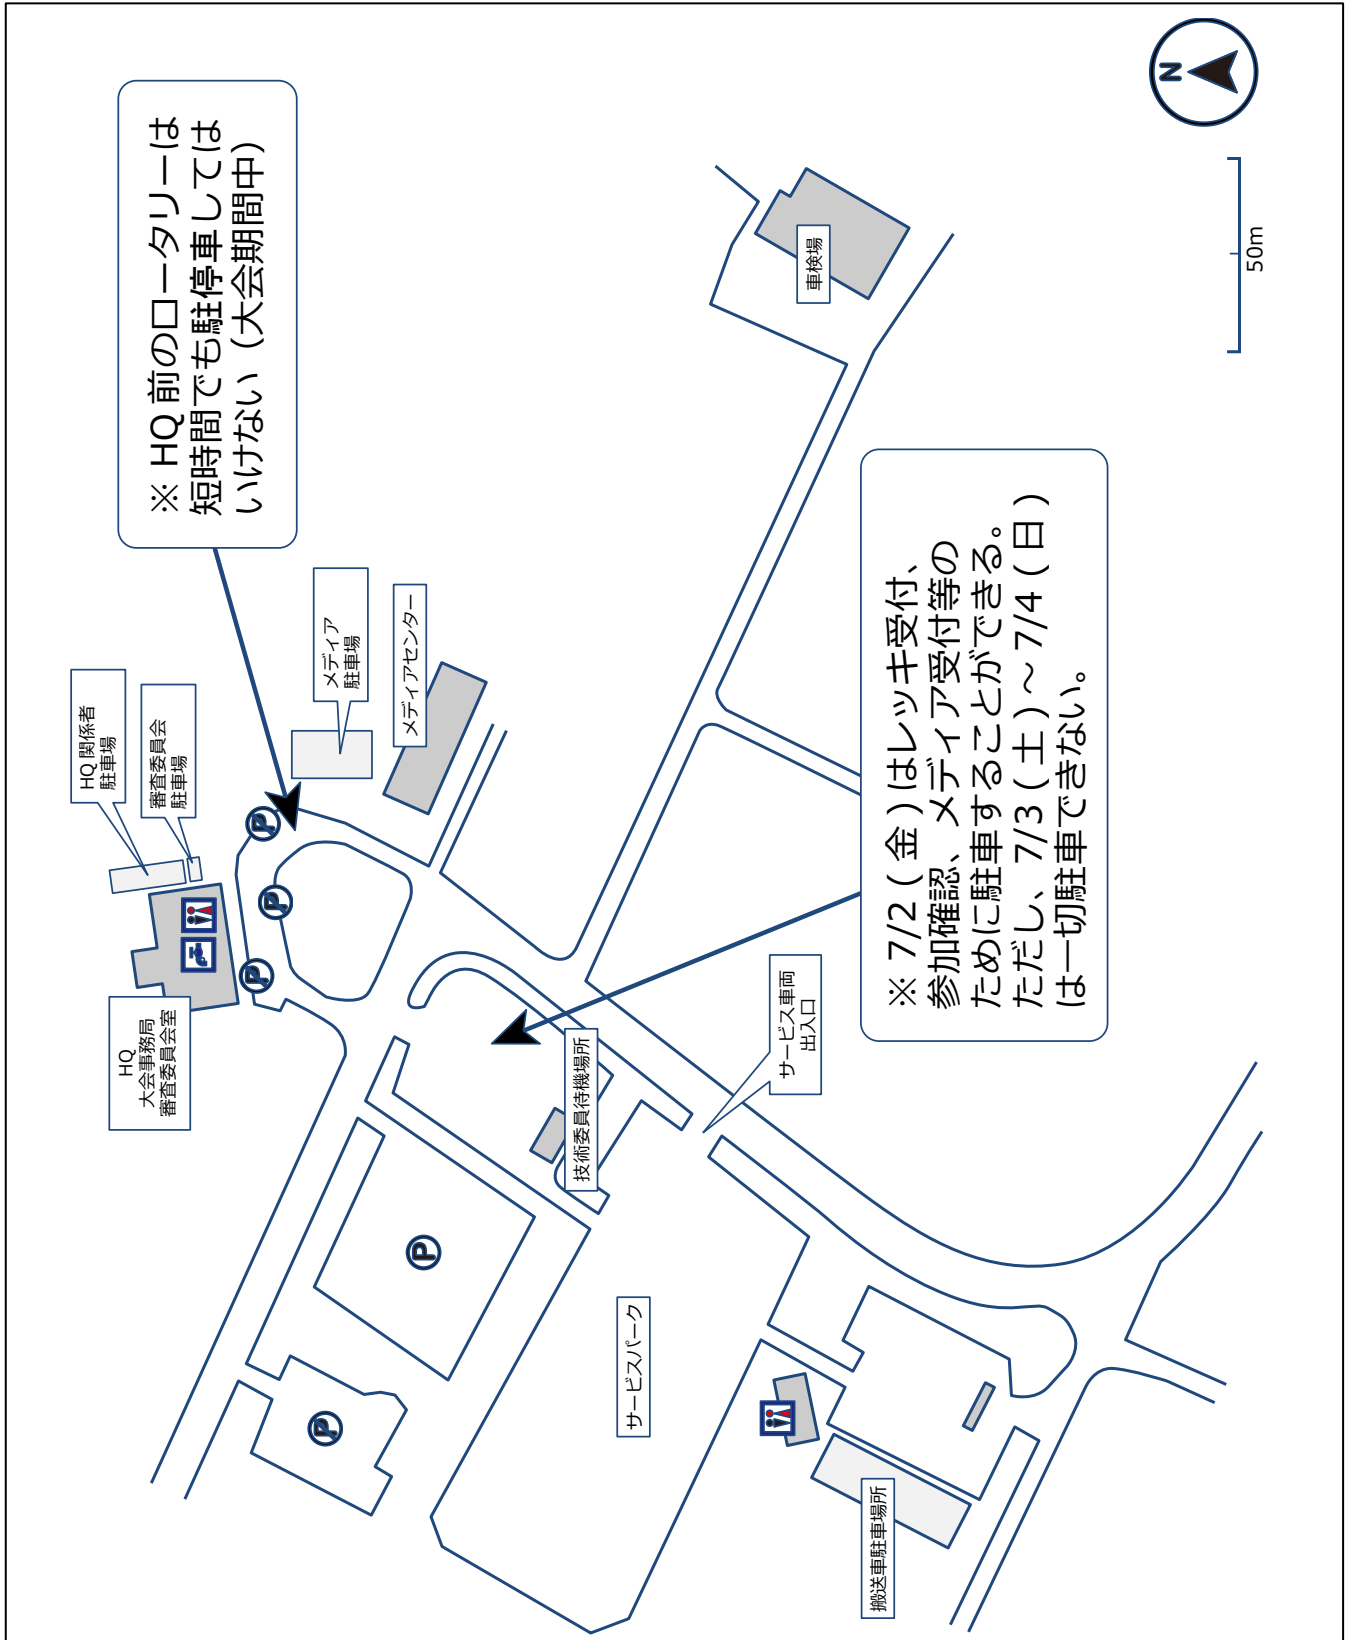 ※ HQ 前のロータリーは
短時間でも駐停車しては
いけない（大会期間中）
HQ 関係者
駐車場
審査委員会
駐車場
メディア
駐車場
メディアセンター
HQ
大会事務局
審査委員会室
P
P
P
車検場
N
50m
※ 7/2 ( 金 ) はレッキ受付、
参加確認、メディア受付等の
ために駐車することができる。
ただし、7/3 ( 土 ) ～ 7/4 ( 日 )
は一切駐車できない。
技術委員待機場所
サービス車両
出入口
P
P
サービスパーク
搬送車駐車場所